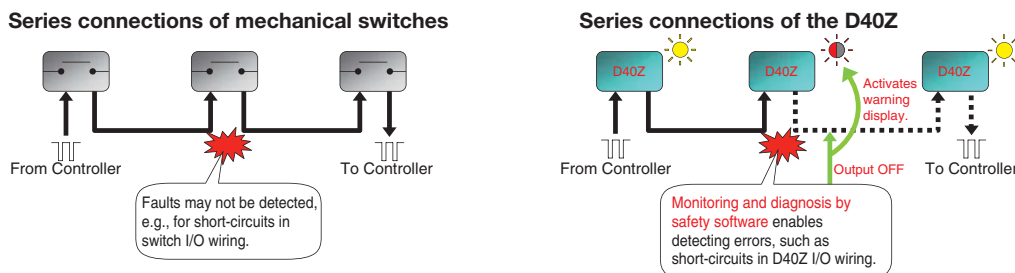 Series connections of mechanical switches
From Controller
To Controller
Faults may not be detected,
e.g., for short-circuits in
switch I/O wiring.
Series connections of the D40Z
D40Z
D40Z
D40Z
Activates
warning
display.
From Controller
Output OFF
To Controller
Monitoring and diagnosis by
safety software enables
detecting errors, such as
short-circuits in D40Z I/O wiring.